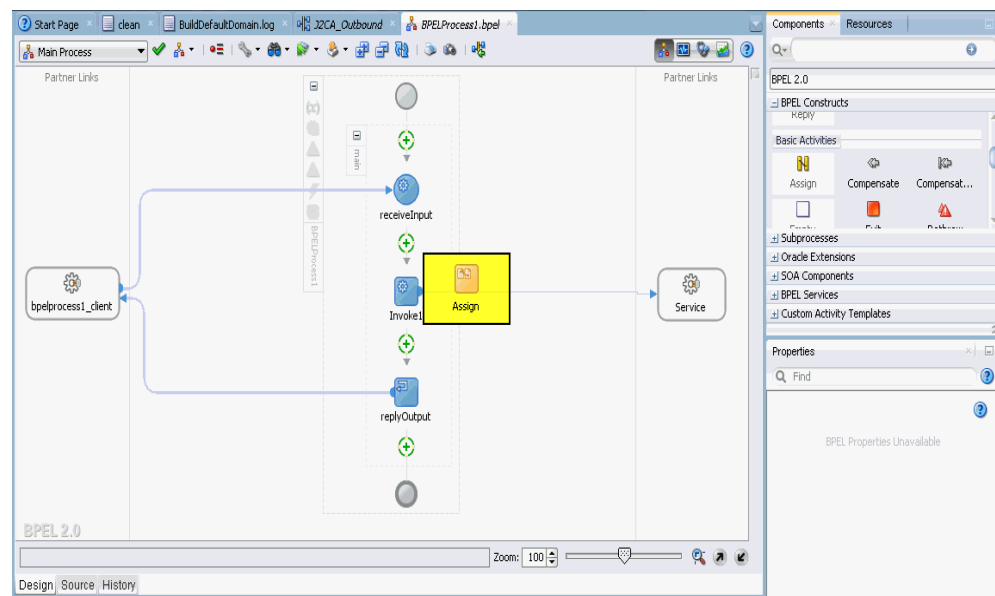 Start Page
clean
BuildDefaultDomain.log
J2CA_Outbound
BPELProcess1.bpel
Components
Resources
Main Process
BPEL 2.0
Partner Links
Partner Links
BPEL Constructs
Reply
Basic Activities
Assign
Compensate
Compensat...
Empty
Exit
Subprocesses
Oracle Extensions
SOA Components
BPEL Services
Custom Activity Templates
main
BPELProcess1
receiveInput
bpelprocess1_client
Invoke1
Assign
Service
replyOutput
Properties
Find
BPEL Properties Unavailable
BPEL 2.0
Zoom: 100
Design
Source
History